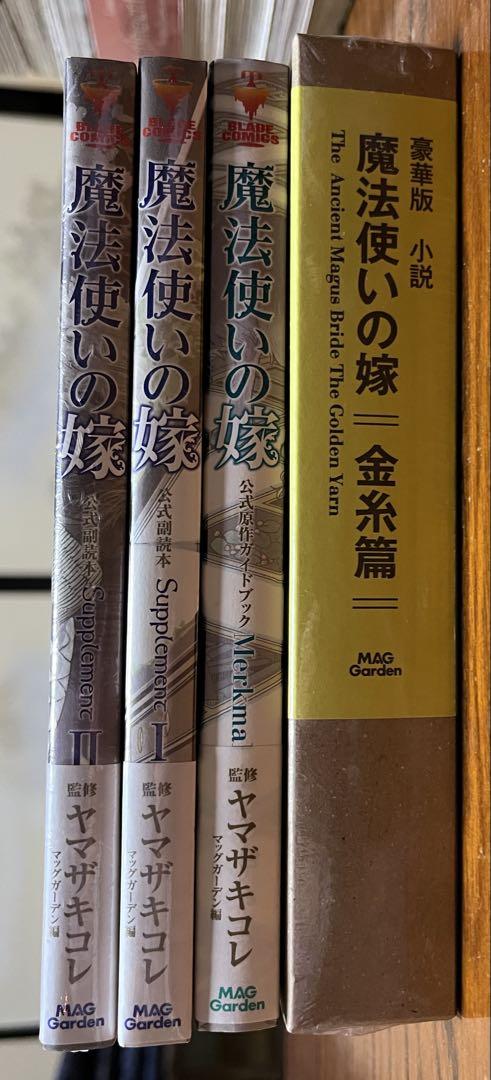 BLADE COMICS
魔法使いの嫁
公式副読本 Supplement II
監修 ヤマザキコレ
マッグガーデン編
MAG
Garden
BLADE COMICS
魔法使いの嫁
公式副読本 Supplement I
監修 ヤマザキコレ
マッグガーデン編
MAG
Garden
BLADE COMICS
魔法使いの嫁
公式原作ガイドブック [Merkmal]
監修 ヤマザキコレ
マッグガーデン編
MAG
Garden
豪華版 小説
魔法使いの嫁 金糸篇
The Ancient Magus Bride The Golden Yarn
MAG
Garden